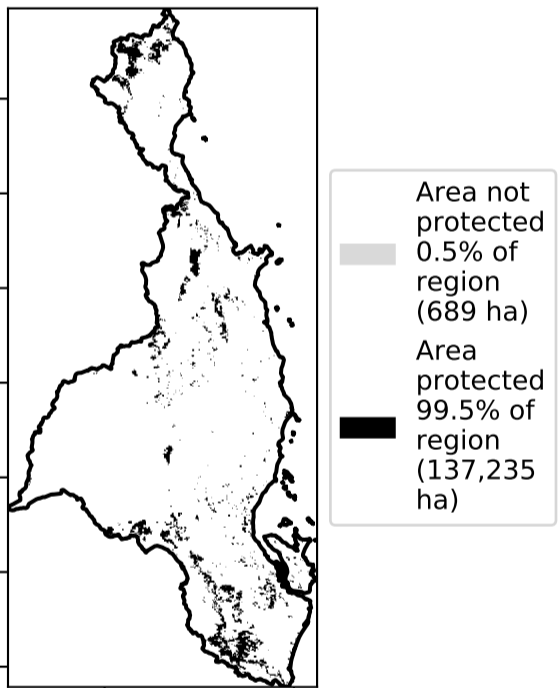 Area not
protected
0.5% of
region
(689 ha)
Area
protected
99.5% of
region
(137,235
ha)